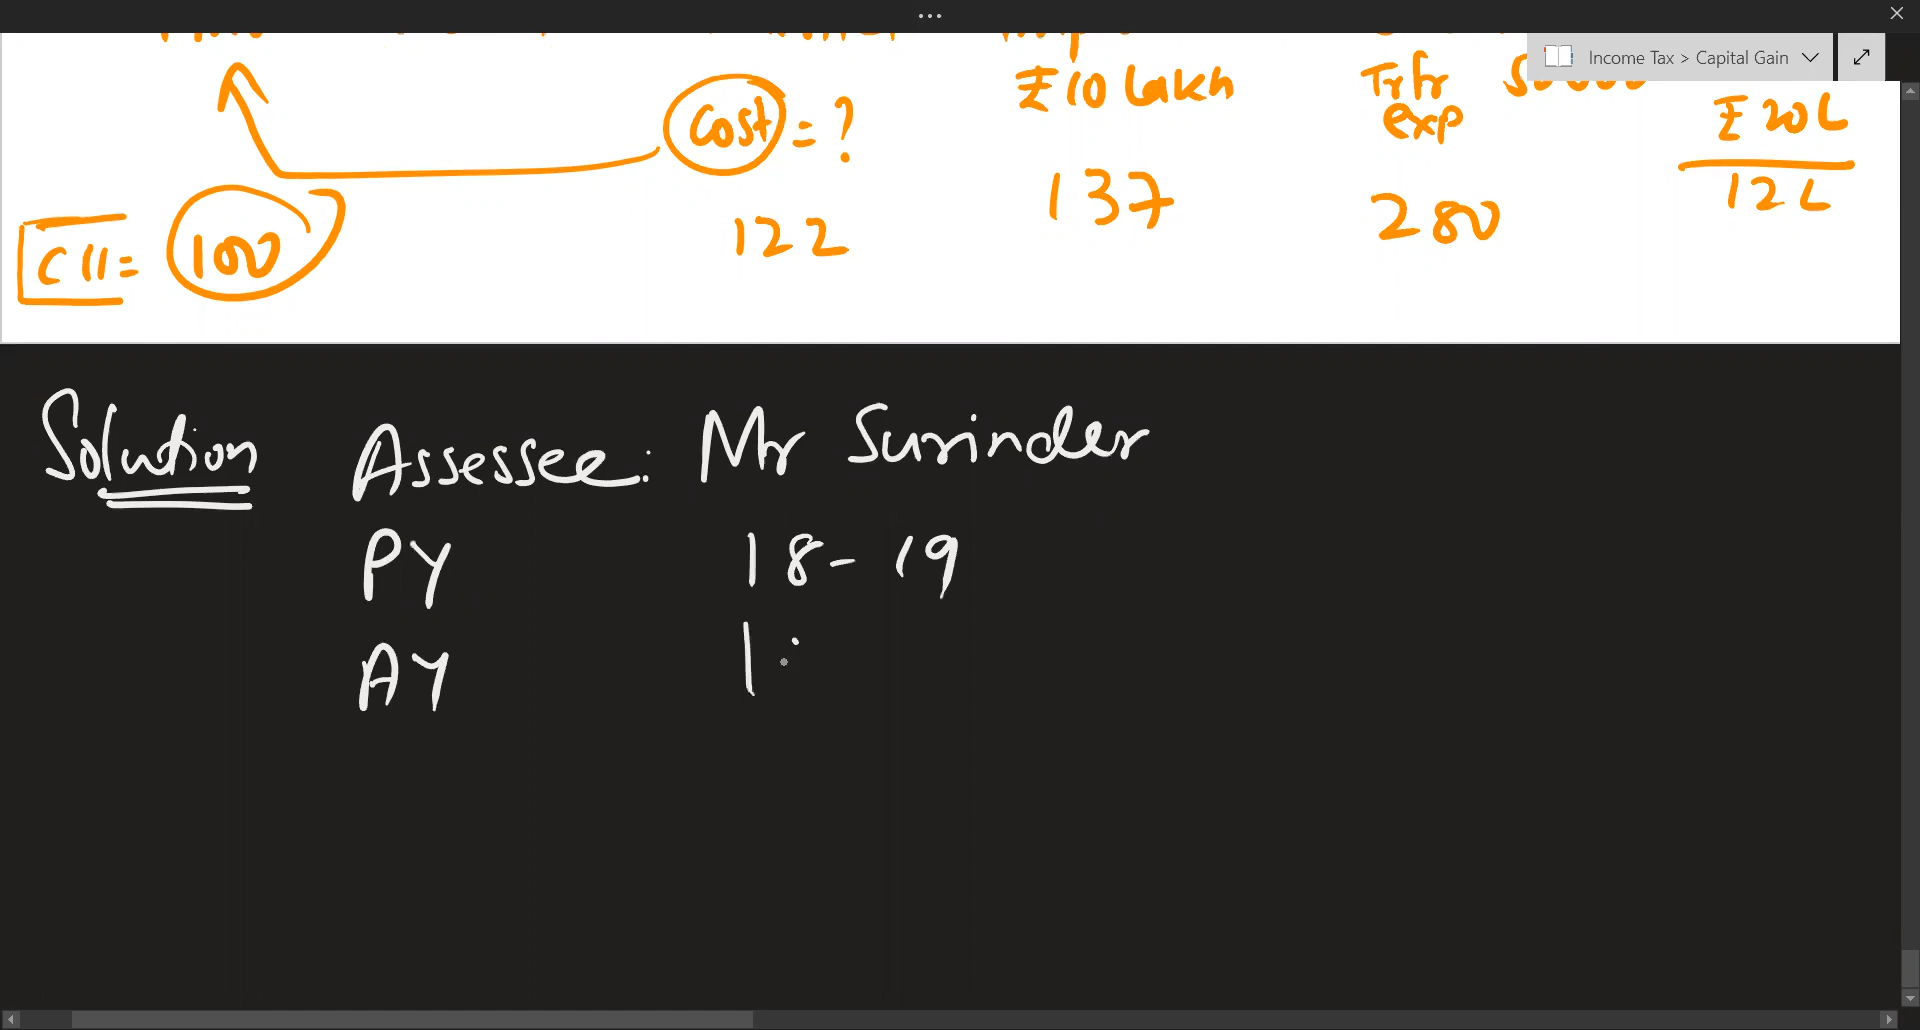 Income Tax > Capital Gain
₹10 Lakh
Trfr
exp
₹20L
12L
Cost = ?
137
280
122
CII =
100
Solution Assessee: Mr Surinder
PY 18-19
AY 1